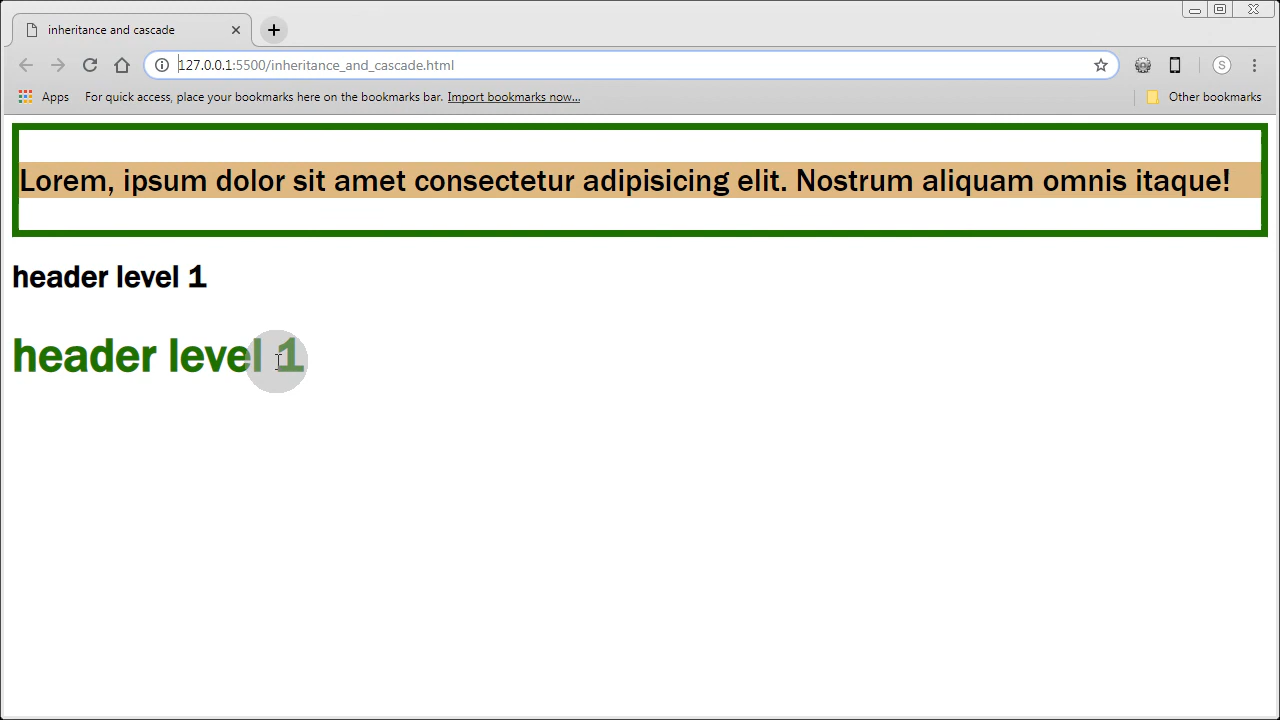 inheritance and cascade
127.0.0.1:5500/inheritance_and_cascade.html
S
Apps For quick access, place your bookmarks here on the bookmarks bar. Import bookmarks now... Other bookmarks
Lorem, ipsum dolor sit amet consectetur adipisicing elit. Nostrum aliquam omnis itaque!
header level 1
header level 1